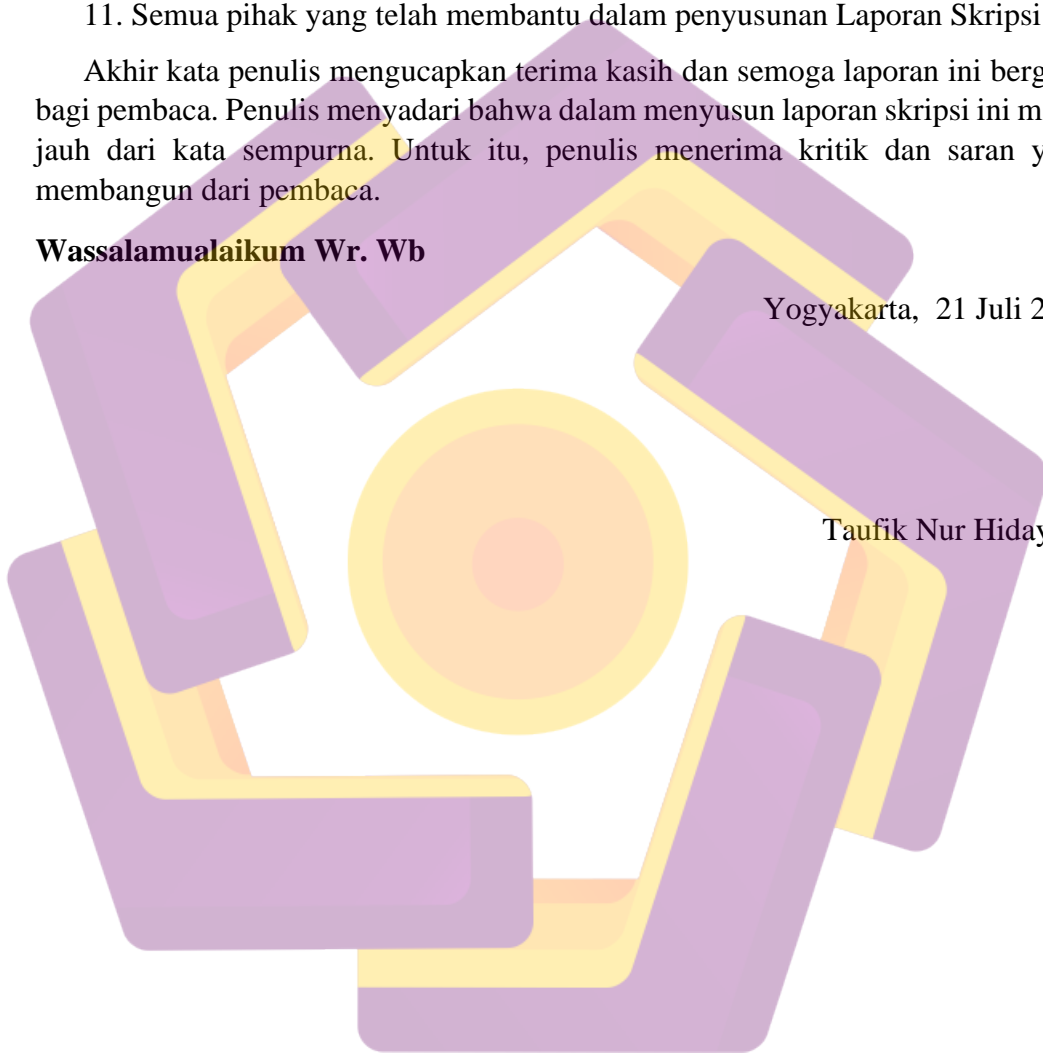 11. Semua pihak yang telah membantu dalam penyusunan Laporan Skripsi
Akhir kata penulis mengucapkan terima kasih dan semoga laporan ini berg
bagi pembaca. Penulis menyadari bahwa dalam menyusun laporan skripsi ini m
jauh dari kata sempurna. Untuk itu, penulis menerima kritik dan saran y
membangun dari pembaca.
Wassalamualaikum Wr. Wb
Yogyakarta, 21 Juli 2
Taufik Nur Hiday